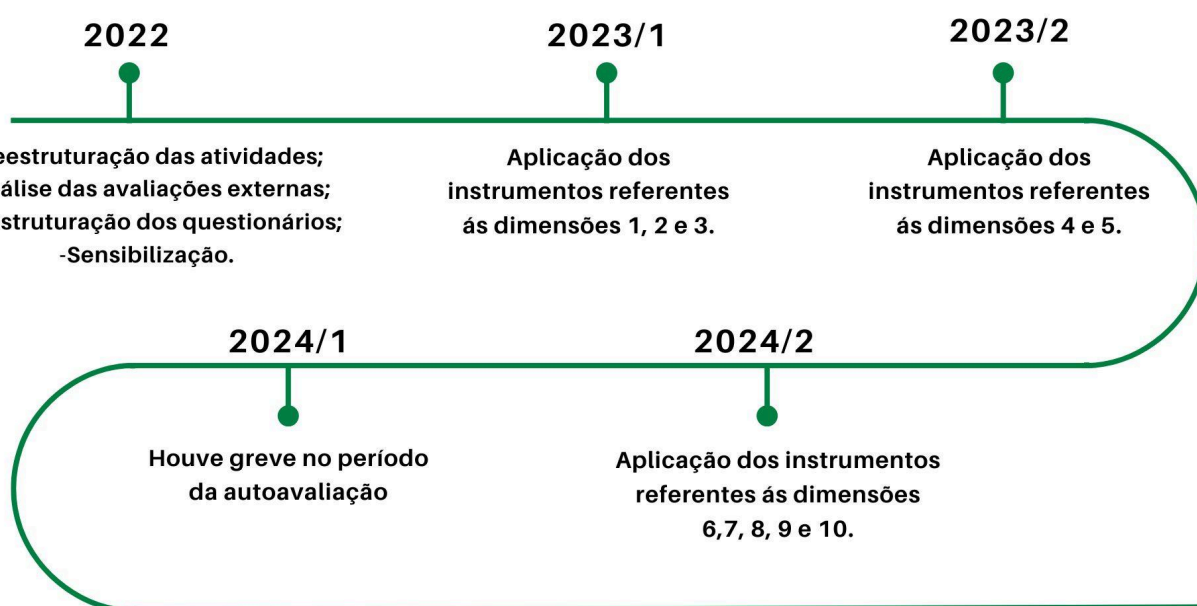 2022
2023/1
2023/2
eestruturação das atividades;
álise das avaliações externas;
struturação dos questionários;
-Sensibilização.
Aplicação dos
instrumentos referentes
ás dimensões 1, 2 e 3.
Aplicação dos
instrumentos referentes
ás dimensões 4 e 5.
2024/1
2024/2
Houve greve no período
da autoavaliação
Aplicação dos instrumentos
referentes ás dimensões
6,7, 8, 9 e 10.